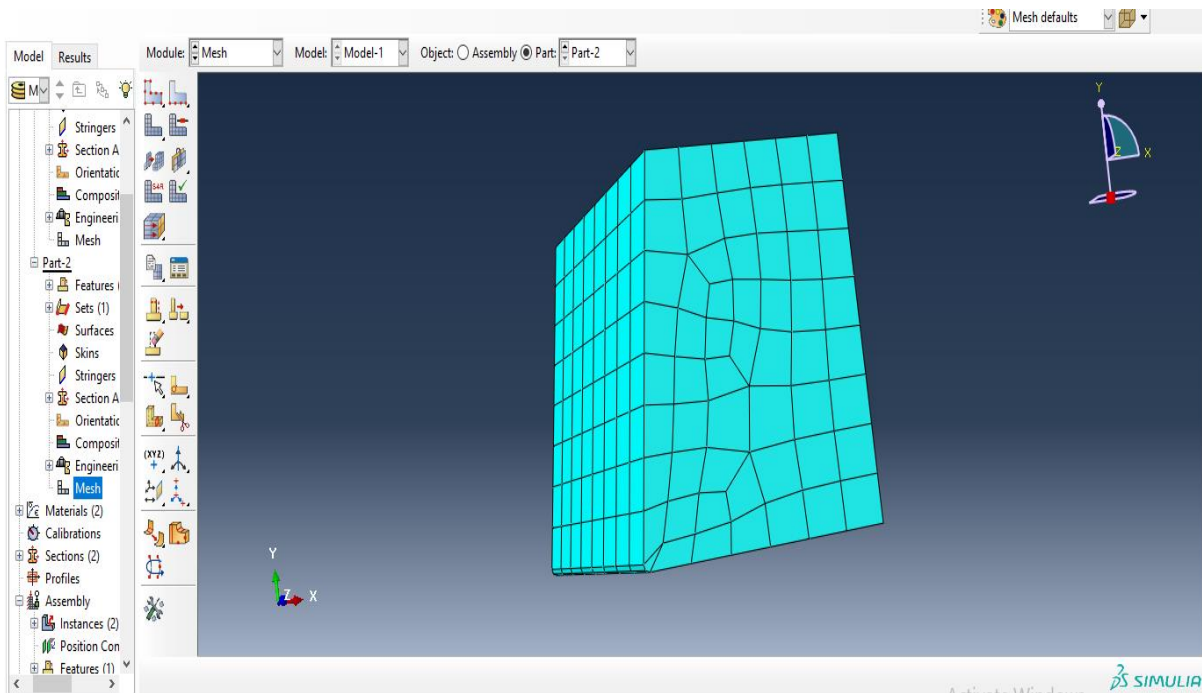 Mesh defaults
Module: Mesh Model: Model-1 Object: Assembly Part: Part-2
Model Results
M
Stringers
Section A
Orientatic
Composit
Engineeri
Mesh
Part-2
Features (
Sets (1)
Surfaces
Skins
Stringers
Section A
Orientatic
Composit
Engineeri
Mesh
Materials (2)
Calibrations
Sections (2)
Profiles
Assembly
Instances (2)
Position Con
Features (1)
S4R
(XYZ)
Y
Z X
Y
Z X
SIMULIA